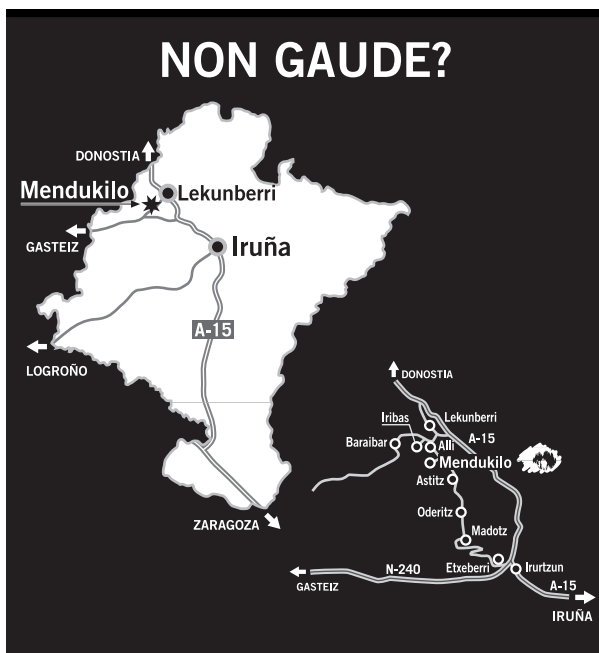 NON GAUDE?
DONOSTIA
Mendukilo
Lekunberri
GASTEIZ
Iruña
A-15
LOGROÑO
ZARAGOZA
DONOSTIA
Lekunberri
Iribas
A-15
Baraibar
Alli
Mendukilo
Astitz
Oderitz
Madotz
Etxeberri
Irurtzun
N-240
GASTEIZ
A-15
IRUÑA